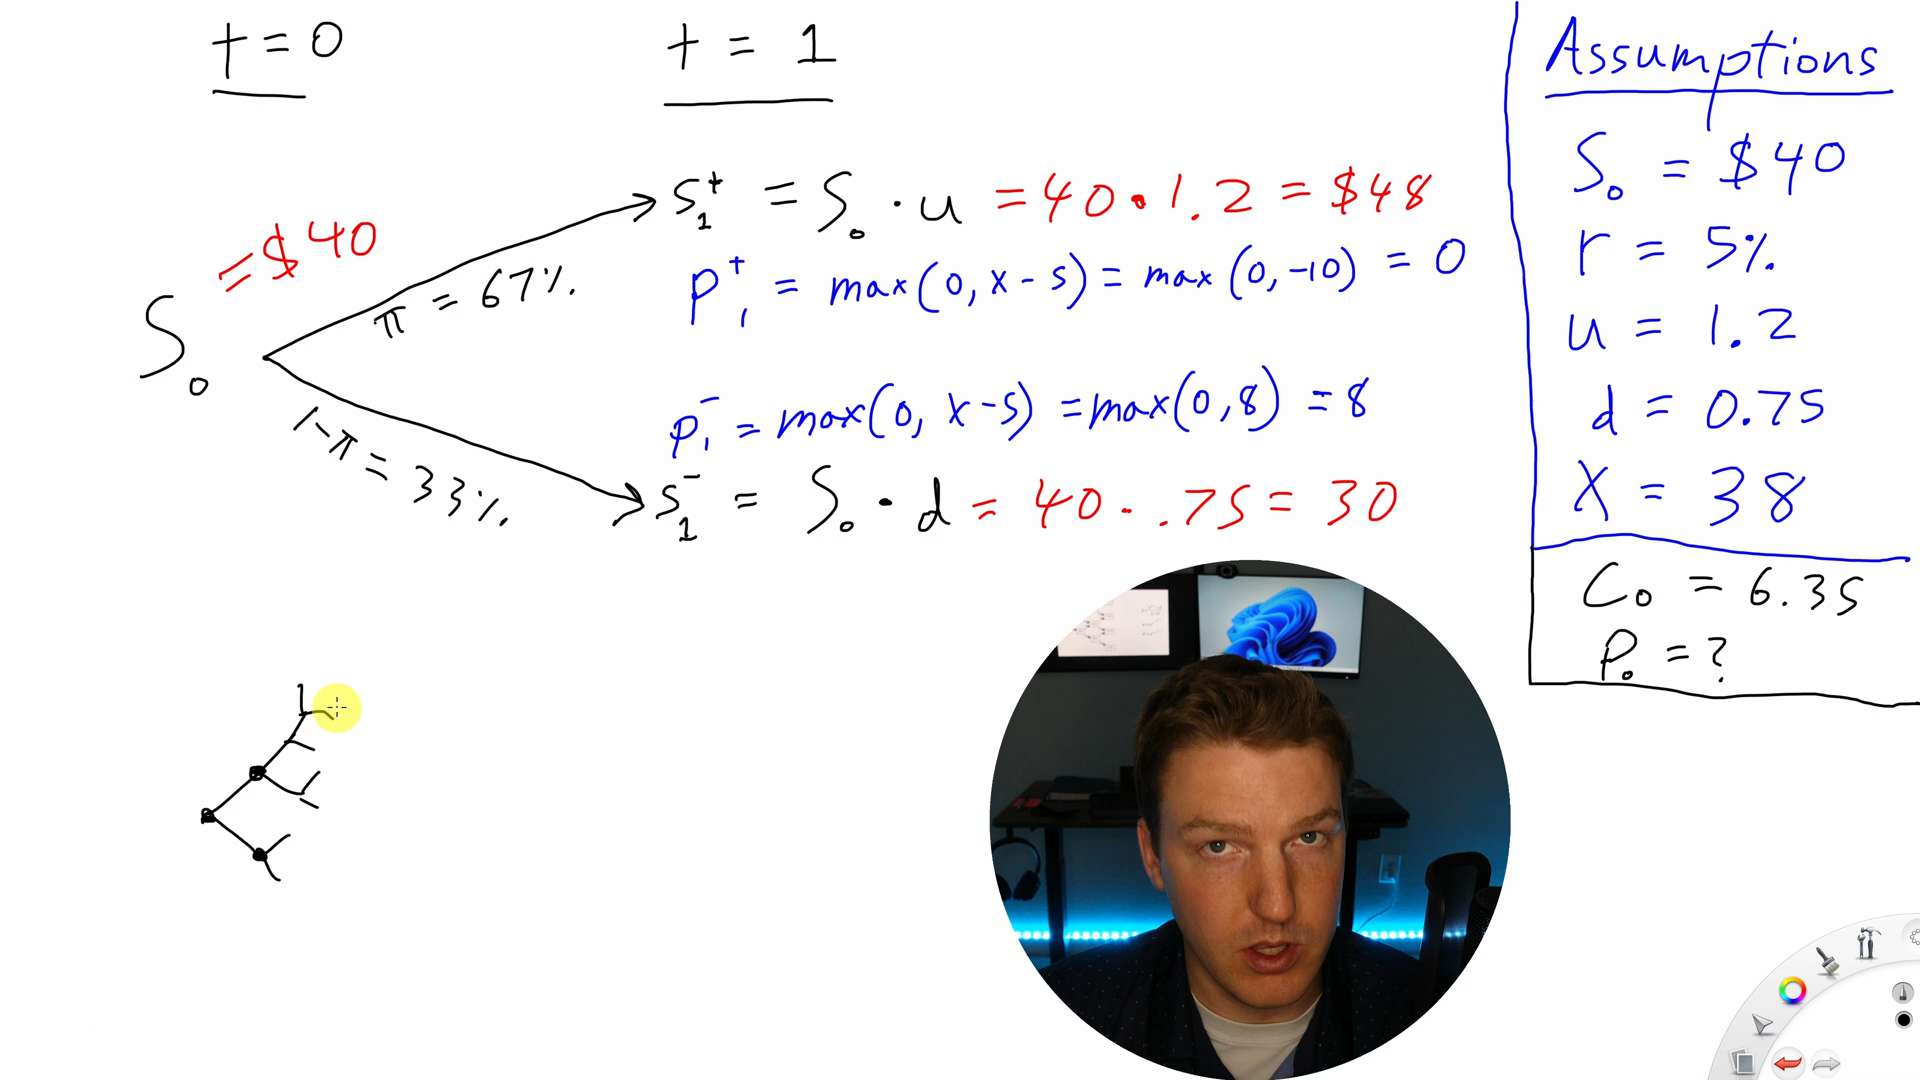 t = 0
t = 1
Assumptions
S₀ = $40
r = 5%
u = 1.2
d = 0.75
X = 38
C₀ = 6.35
P₀ = ?
S₁⁺ = S₀ · u = 40 · 1.2 = $48
P₁⁺ = max(0, x - s) = max(0, -10) = 0
= $40
π = 67%
S₀
1-π = 33%
P₁⁻ = max(0, x - s) = max(0, 8) = 8
S₁⁻ = S₀ · d = 40 · .75 = 30